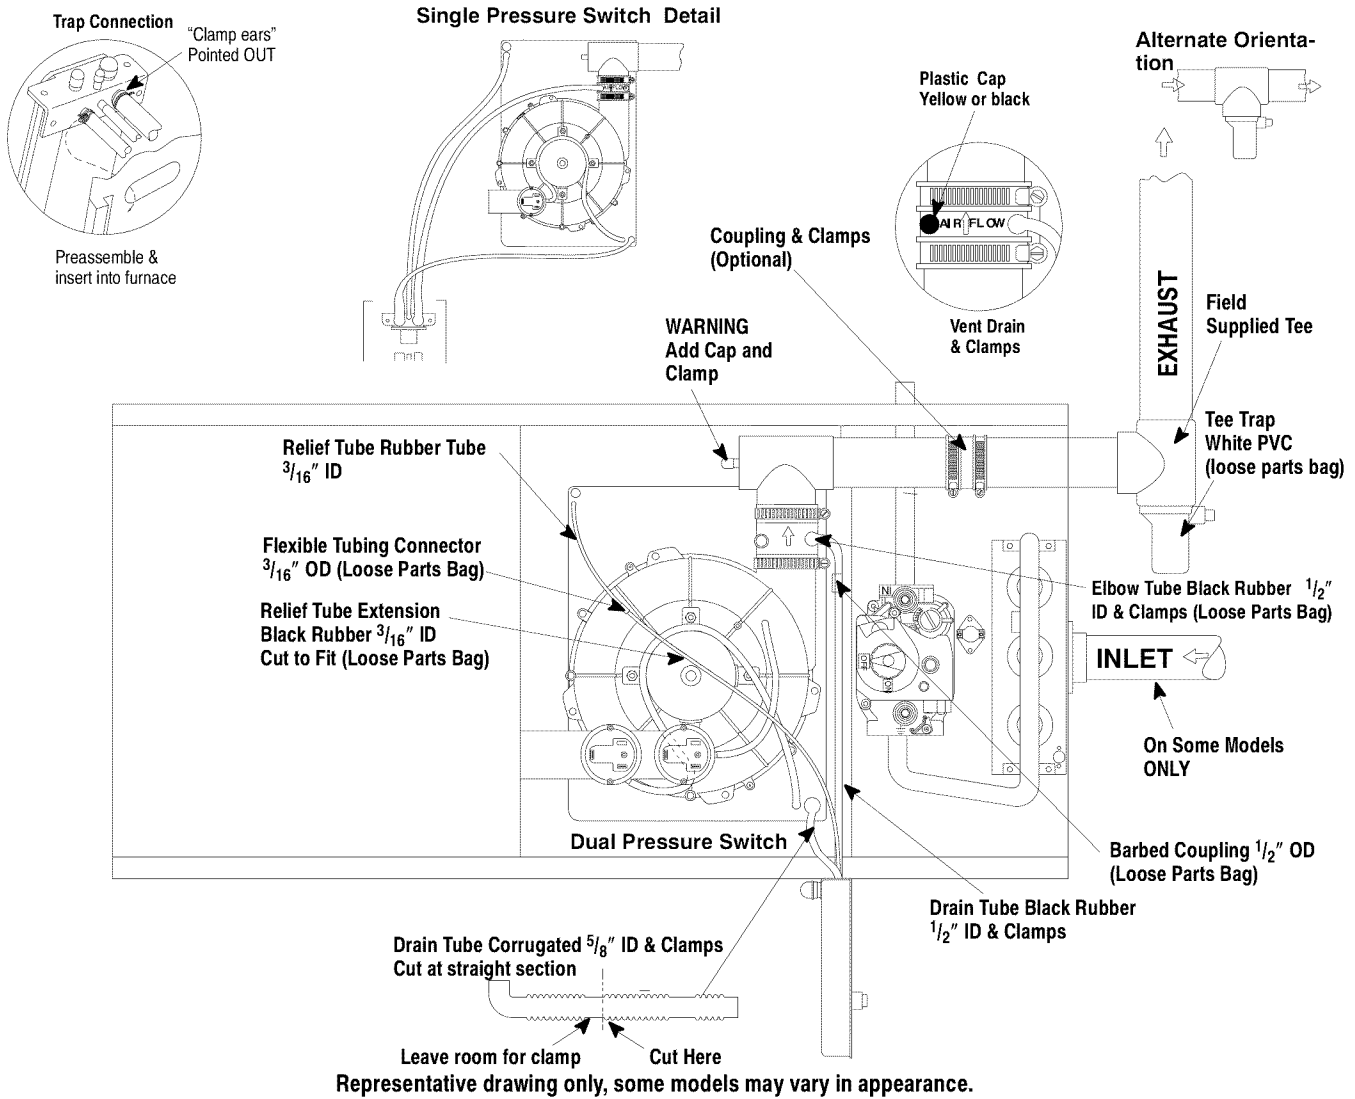 Trap Connection
“Clamp ears”
Pointed OUT
Preassemble &
insert into furnace
Single Pressure Switch Detail
AIRFLOW
Alternate Orienta-
tion
Plastic Cap
Yellow or black
AIR FLOW
Vent Drain
& Clamps
Coupling & Clamps
(Optional)
WARNING
Add Cap and
Clamp
EXHAUST
Field
Supplied Tee
Tee Trap
White PVC
(loose parts bag)
Relief Tube Rubber Tube
3/16″ ID
Flexible Tubing Connector
3/16″ OD (Loose Parts Bag)
Relief Tube Extension
Black Rubber 3/16″ ID
Cut to Fit (Loose Parts Bag)
Elbow Tube Black Rubber 1/2″
ID & Clamps (Loose Parts Bag)
IN
OFF
ON
INLET
On Some Models
ONLY
Dual Pressure Switch
Barbed Coupling 1/2″ OD
(Loose Parts Bag)
Drain Tube Black Rubber
1/2″ ID & Clamps
Drain Tube Corrugated 5/8″ ID & Clamps
Cut at straight section
Leave room for clamp
Cut Here
Representative drawing only, some models may vary in appearance.